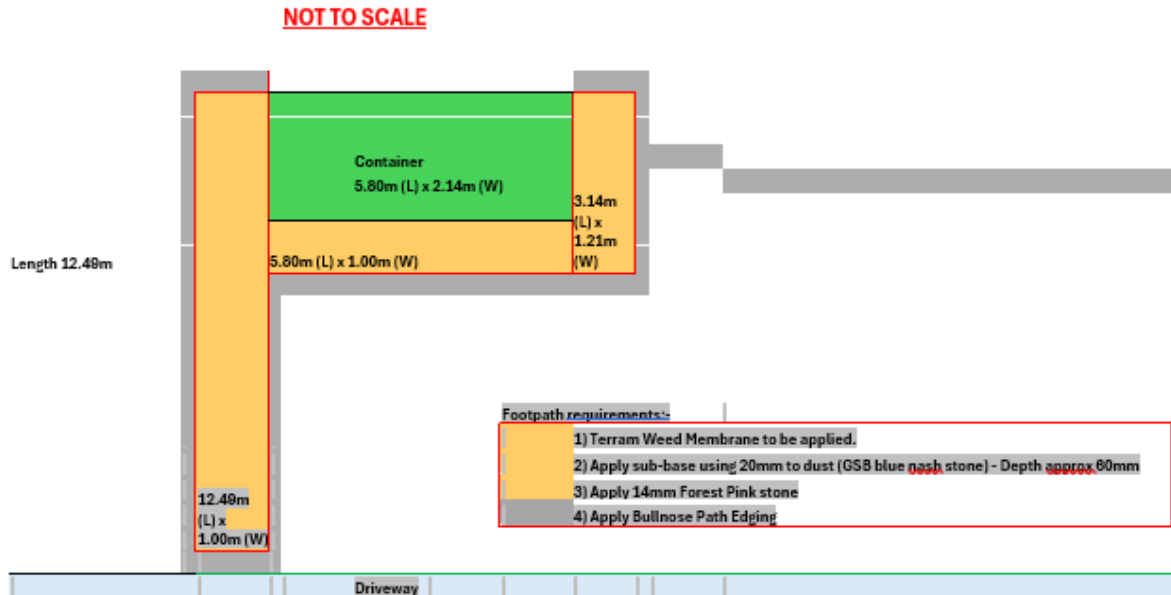 NOT TO SCALE
Container
5.80m (L) x 2.14m (W)
3.14m
(L) x
1.21m
(W)
5.80m (L) x 1.00m (W)
Length 12.49m
Footpath requirements:-
1) Terram Weed Membrane to be applied.
2) Apply sub-base using 20mm to dust (GSB blue nash stone) - Depth approx 60mm
3) Apply 14mm Forest Pink stone
4) Apply Bullnose Path Edging
12.49m
(L) x
1.00m (W)
Driveway